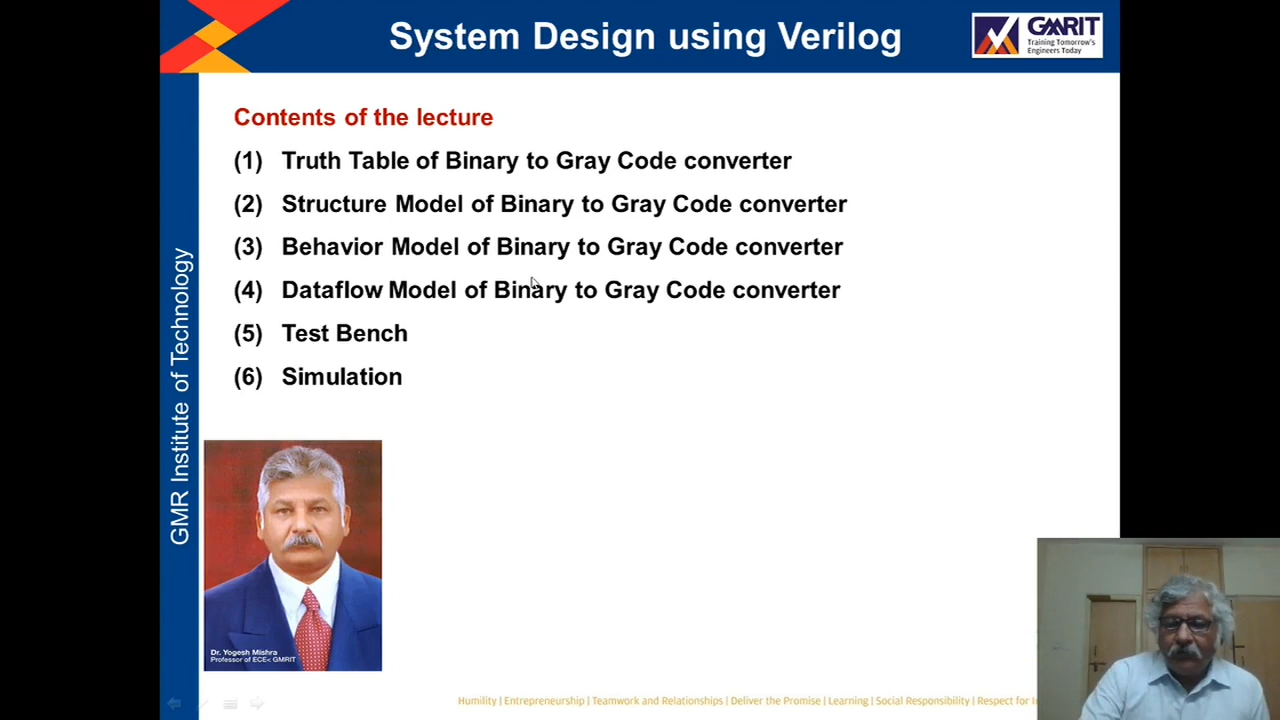 System Design using Verilog
GMRIT
Training Tomorrow's
Engineers Today
Contents of the lecture
(1) Truth Table of Binary to Gray Code converter
(2) Structure Model of Binary to Gray Code converter
(3) Behavior Model of Binary to Gray Code converter
(4) Dataflow Model of Binary to Gray Code converter
(5) Test Bench
(6) Simulation
GMR Institute of Technology
Dr. Yogesh Mishra
Professor of ECE< GMRIT
Humility | Entrepreneurship | Teamwork and Relationships | Deliver the Promise | Learning | Social Responsibility | Respect for